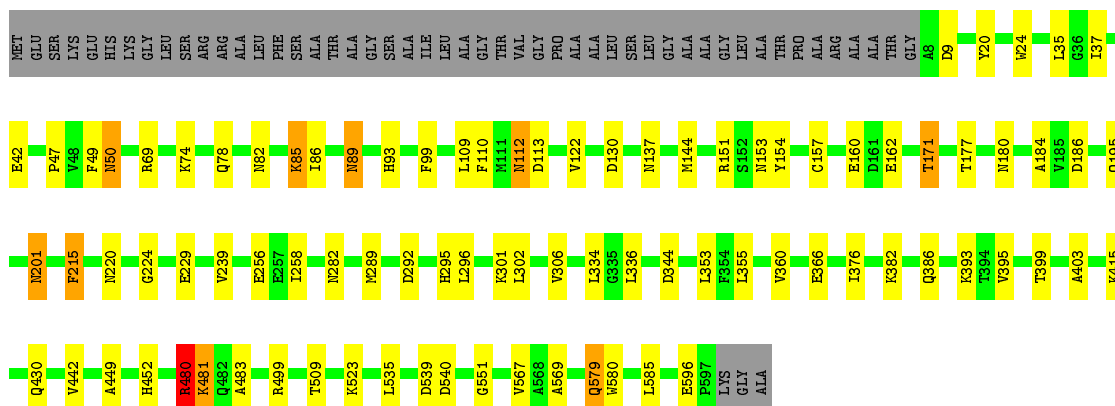 MET GLU SER LYS GLU HIS LYS GLY LEU SER ARG ARG ALA LEU PHE SER ALA THR ALA GLY SER ALA ILE LEU ALA GLY THR VAL GLY PRO ALA ALA LEU SER LEU GLY ALA ALA GLY LEU ALA THR PRO ALA ARG ALA ALA THR GLY A8 D9 Y20 W24 L35 G36 I37
E42 P47 V48 F49 N50 R69 K74 Q78 N82 K85 I86 N89 H93 F99 L109 F110 M111 N112 D113 V122 D130 N137 M144 R151 S152 N153 Y154 C157 E160 D161 E162 T171 T177 N180 A184 V185 D186 Q195
N201 F215 N220 G224 E229 V239 E256 E257 I258 N282 M289 D292 H295 L296 K301 L302 V306 L334 G335 L336 D344 L353 F354 L355 V360 E366 I376 K382 Q386 K393 T394 V395 T399 A403 K415
Q430 V442 A449 H452 R480 K481 Q482 A483 R499 T509 K523 L535 D539 D540 G551 V567 A568 A569 Q579 W580 L585 E596 P597 LYS GLY ALA